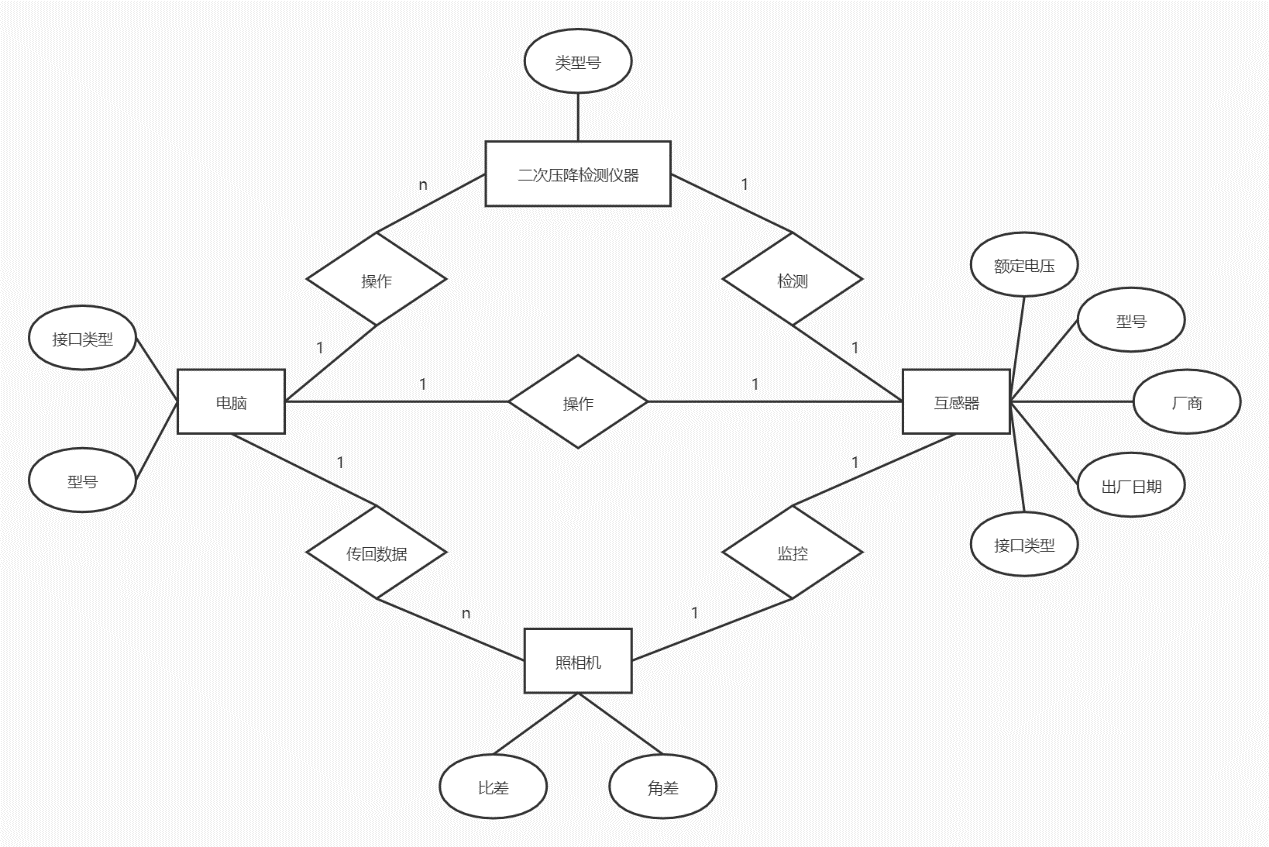 类型号
二次压降检测仪器
n
1
操作
检测
额定电压
型号
接口类型
1
1
厂商
电脑
1
操作
1
互感器
型号
1
1
出厂日期
接口类型
传回数据
监控
n
1
照相机
比差
角差